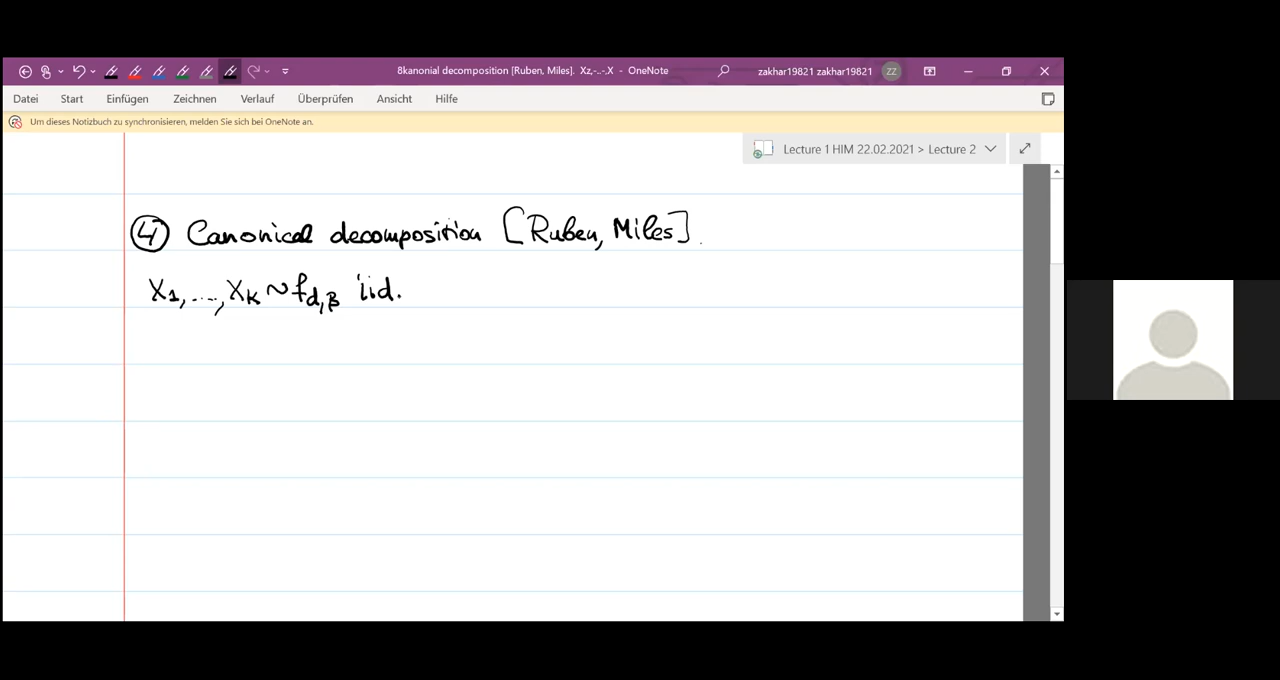 8kanonial decomposition [Ruben, Miles]. Xz,-..-,X - OneNote
zakhar19821 zakhar19821 ZZ
Datei Start Einfügen Zeichnen Verlauf Überprüfen Ansicht Hilfe
Um dieses Notizbuch zu synchronisieren, melden Sie sich bei OneNote an.
Lecture 1 HIM 22.02.2021 > Lecture 2
④ Canonical decomposition [Ruben, Miles].
X₁, ..., X_k ~ f_{d,β} iid.